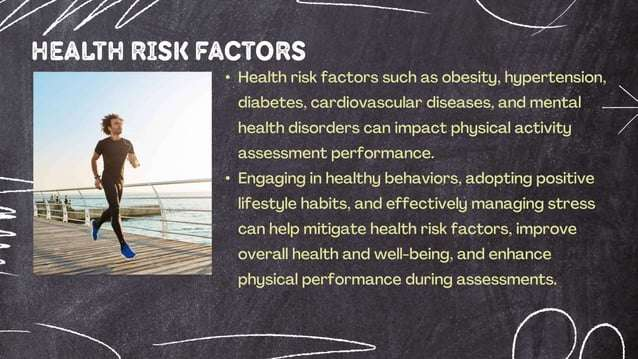 HEALTH RISK FACTORS
• Health risk factors such as obesity, hypertension,
diabetes, cardiovascular diseases, and mental
health disorders can impact physical activity
assessment performance.
• Engaging in healthy behaviors, adopting positive
lifestyle habits, and effectively managing stress
can help mitigate health risk factors, improve
overall health and well-being, and enhance
physical performance during assessments.